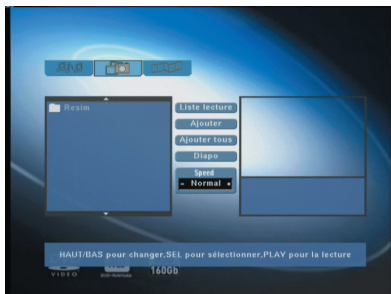 Resim
Liste lecture
Ajouter
Ajouter tous
Diapo
Speed
- Normal +
HAUT/BAS pour changer,SEL pour sélectionner,PLAY pour la lecture
VIDEO
160Gb